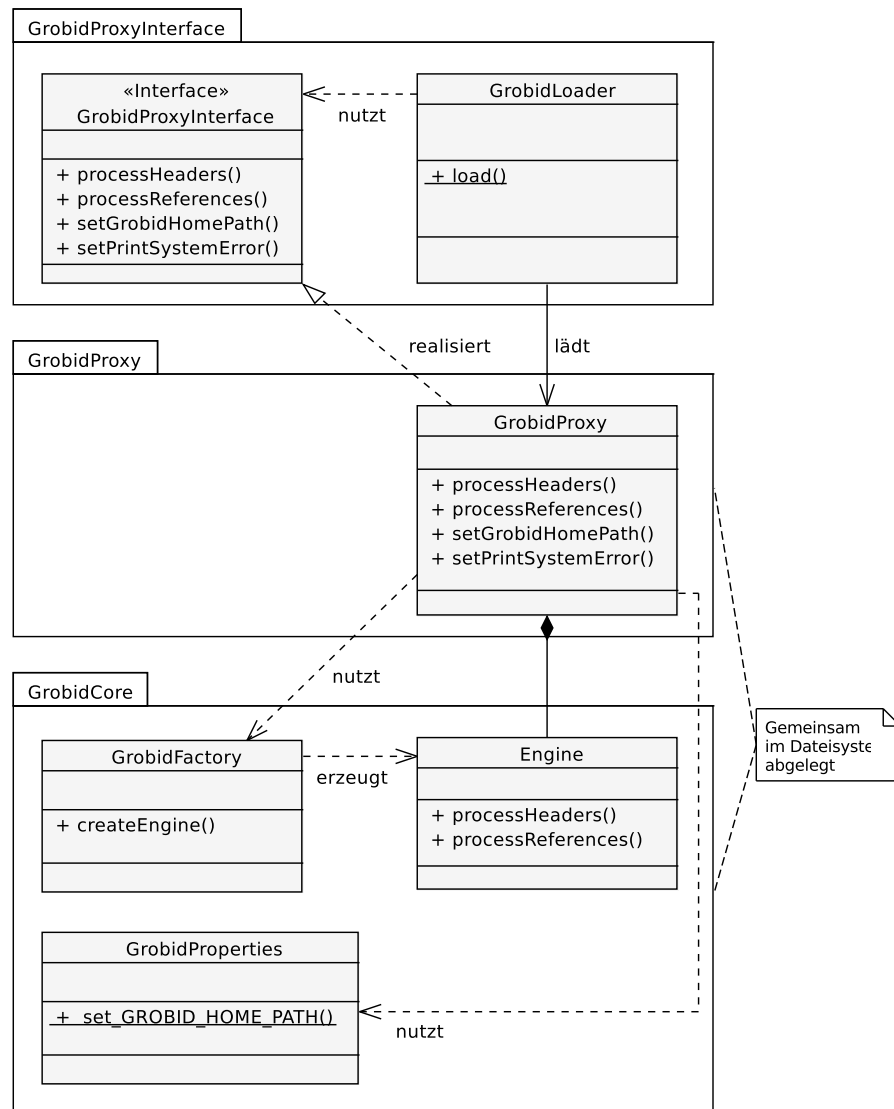 GrobidProxyInterface
«Interface»
GrobidProxyInterface
+ processHeaders()
+ processReferences()
+ setGrobidHomePath()
+ setPrintSystemError()
nutzt
GrobidLoader
+ load()
realisiert
lädt
GrobidProxy
GrobidProxy
+ processHeaders()
+ processReferences()
+ setGrobidHomePath()
+ setPrintSystemError()
nutzt
GrobidCore
GrobidFactory
+ createEngine()
erzeugt
Engine
+ processHeaders()
+ processReferences()
Gemeinsam
im Dateisyste
abgelegt
GrobidProperties
+ set_GROBID_HOME_PATH()
nutzt